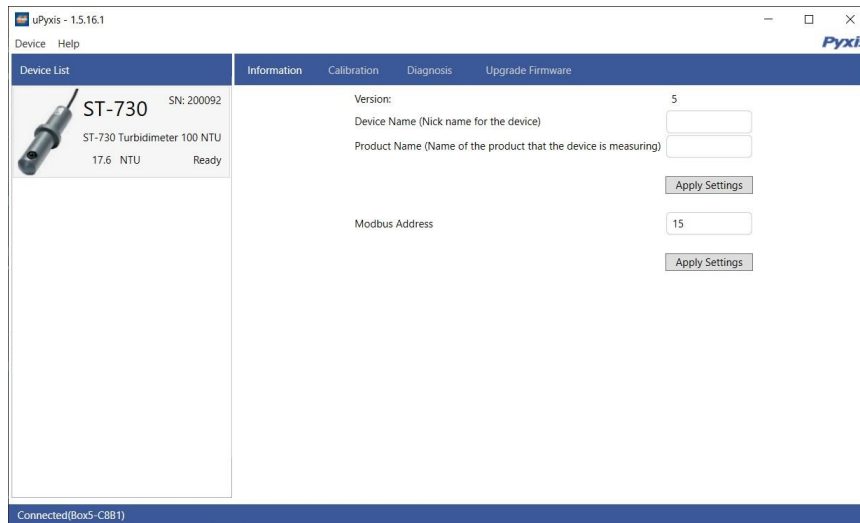 uPyxis - 1.5.16.1
Device Help
Device List
Information Calibration Diagnosis Upgrade Firmware
ST-730
SN: 200092
ST-730 Turbidimeter 100 NTU
17.6 NTU Ready
Version: 5
Device Name (Nick name for the device)
Product Name (Name of the product that the device is measuring)
Apply Settings
Modbus Address 15
Apply Settings
Connected(Box5-C8B1)